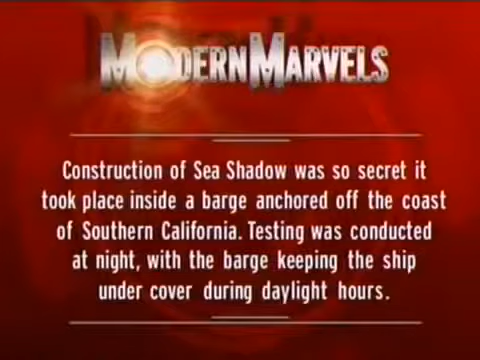 MODERN MARVELS
Construction of Sea Shadow was so secret it
took place inside a barge anchored off the coast
of Southern California. Testing was conducted
at night, with the barge keeping the ship
under cover during daylight hours.